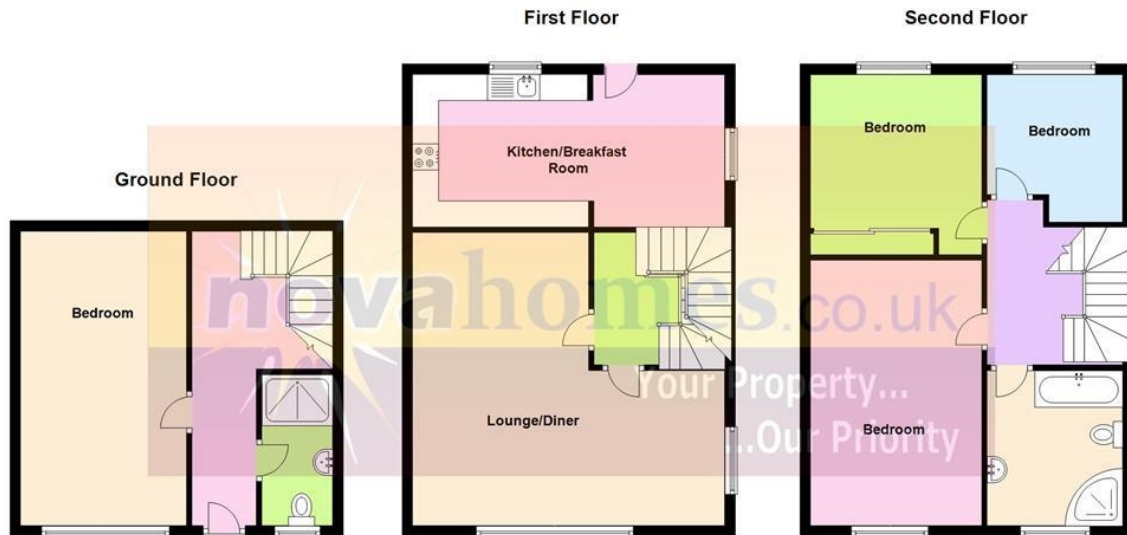 First Floor
Second Floor
Bedroom
Bedroom
Kitchen/Breakfast
Room
Ground Floor
Bedroom
novahomes.co.uk
Your Property...
...Our Priority
Lounge/Diner
Bedroom